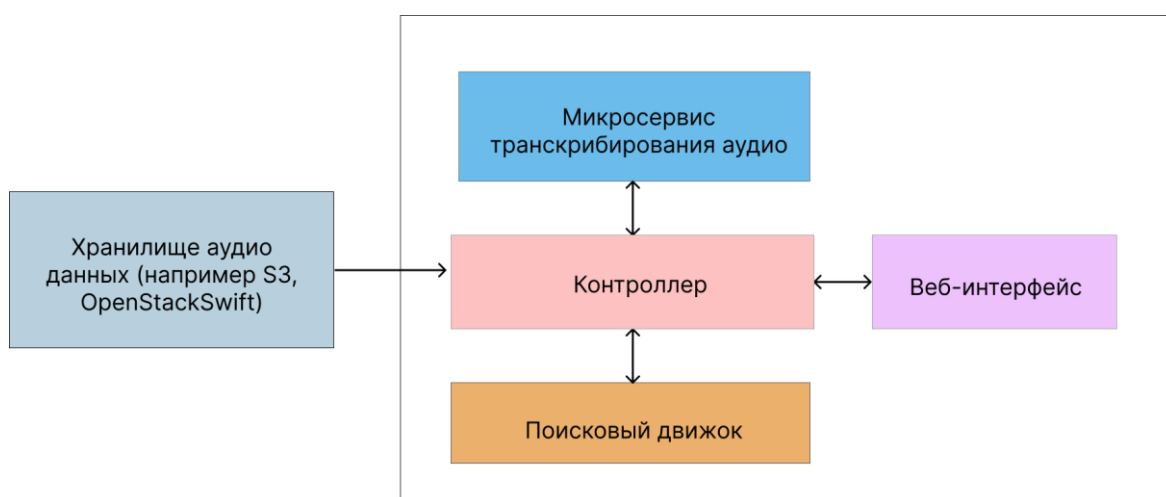 Микросервис
транскрибирования аудио
Хранилище аудио
данных (например S3,
OpenStackSwift)
Контроллер
Веб-интерфейс
Поисковый движок